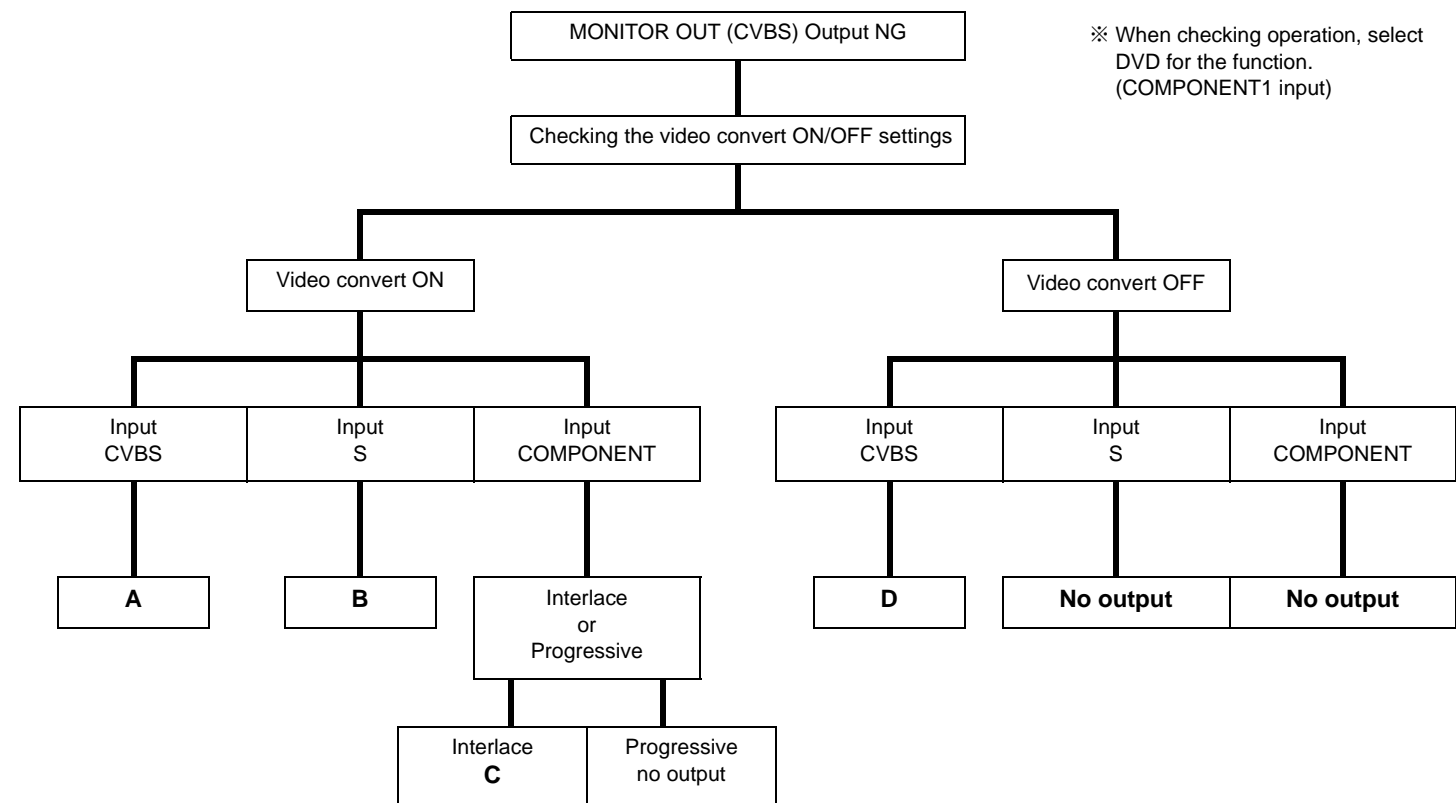 MONITOR OUT (CVBS) Output NG
※ When checking operation, select
DVD for the function.
(COMPONENT1 input)
Checking the video convert ON/OFF settings
Video convert ON
Video convert OFF
Input
CVBS
Input
S
Input
COMPONENT
Input
CVBS
Input
S
Input
COMPONENT
A
B
Interlace
or
Progressive
D
No output
No output
Interlace
C
Progressive
no output